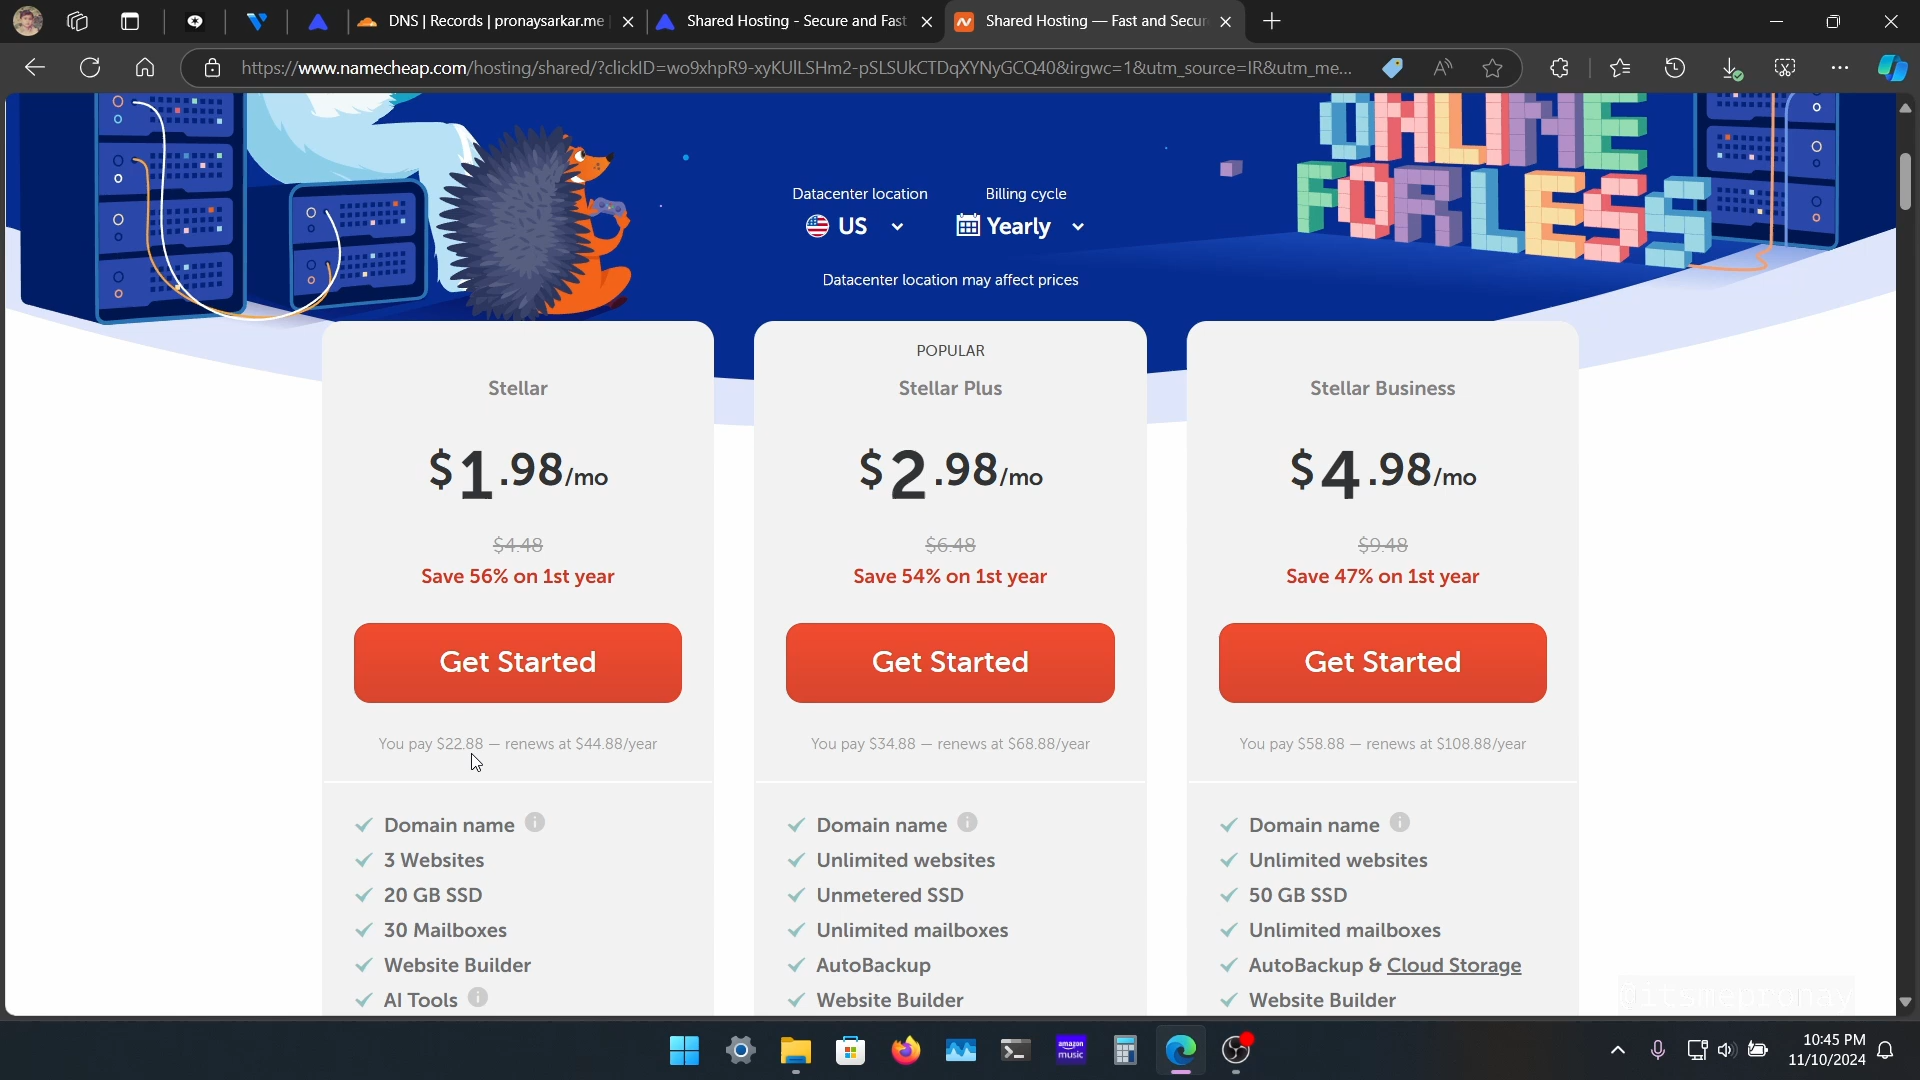 DNS | Records | pronaysarkar.me
Shared Hosting - Secure and Fast
Shared Hosting — Fast and Secur
https://www.namecheap.com/hosting/shared/?clickID=wo9xhpR9-xyKUlLSHm2-pSLSUkCTDqXYNyGCQ40&irgwc=1&utm_source=IR&utm_me...
ONLINE
FOR LESS
Datacenter location
Billing cycle
US
Yearly
Datacenter location may affect prices
Stellar
$1.98/mo
$4.48
Save 56% on 1st year
Get Started
You pay $22.88 — renews at $44.88/year
Domain name
3 Websites
20 GB SSD
30 Mailboxes
Website Builder
AI Tools
POPULAR
Stellar Plus
$2.98/mo
$6.48
Save 54% on 1st year
Get Started
You pay $34.88 — renews at $68.88/year
Domain name
Unlimited websites
Unmetered SSD
Unlimited mailboxes
AutoBackup
Website Builder
Stellar Business
$4.98/mo
$9.48
Save 47% on 1st year
Get Started
You pay $58.88 — renews at $108.88/year
Domain name
Unlimited websites
50 GB SSD
Unlimited mailboxes
AutoBackup & Cloud Storage
Website Builder
@itsmepronay
amazon music
10:45 PM
11/10/2024